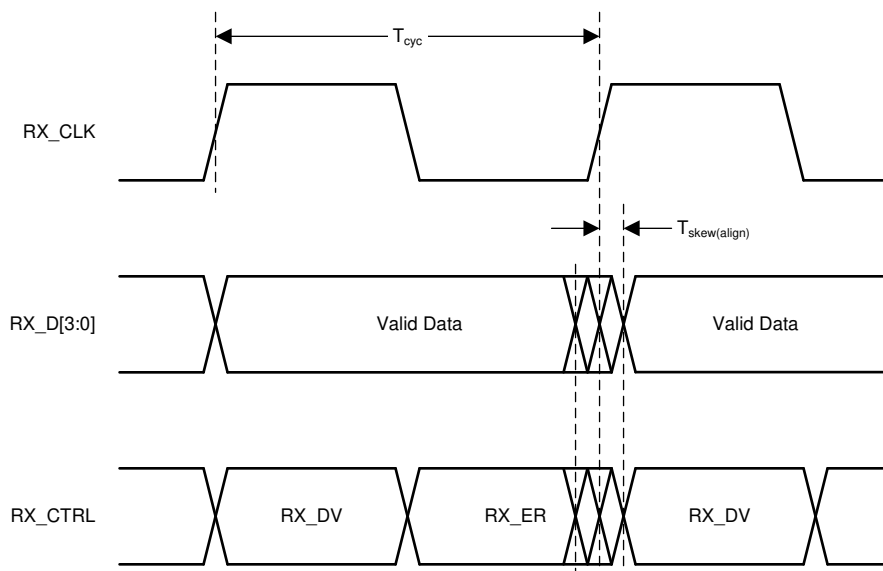 T_cyc
RX_CLK
T_skew(align)
RX_D[3:0]
Valid Data
Valid Data
RX_CTRL
RX_DV
RX_ER
RX_DV